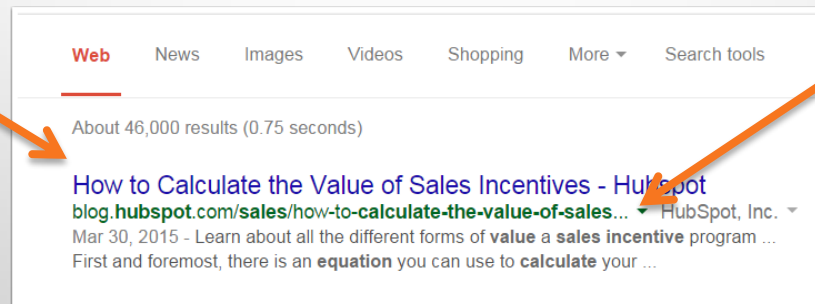 Web News Images Videos Shopping More Search tools
About 46,000 results (0.75 seconds)
How to Calculate the Value of Sales Incentives - Hubspot
blog.hubspot.com/sales/how-to-calculate-the-value-of-sales... HubSpot, Inc.
Mar 30, 2015 - Learn about all the different forms of value a sales incentive program ...
First and foremost, there is an equation you can use to calculate your ...